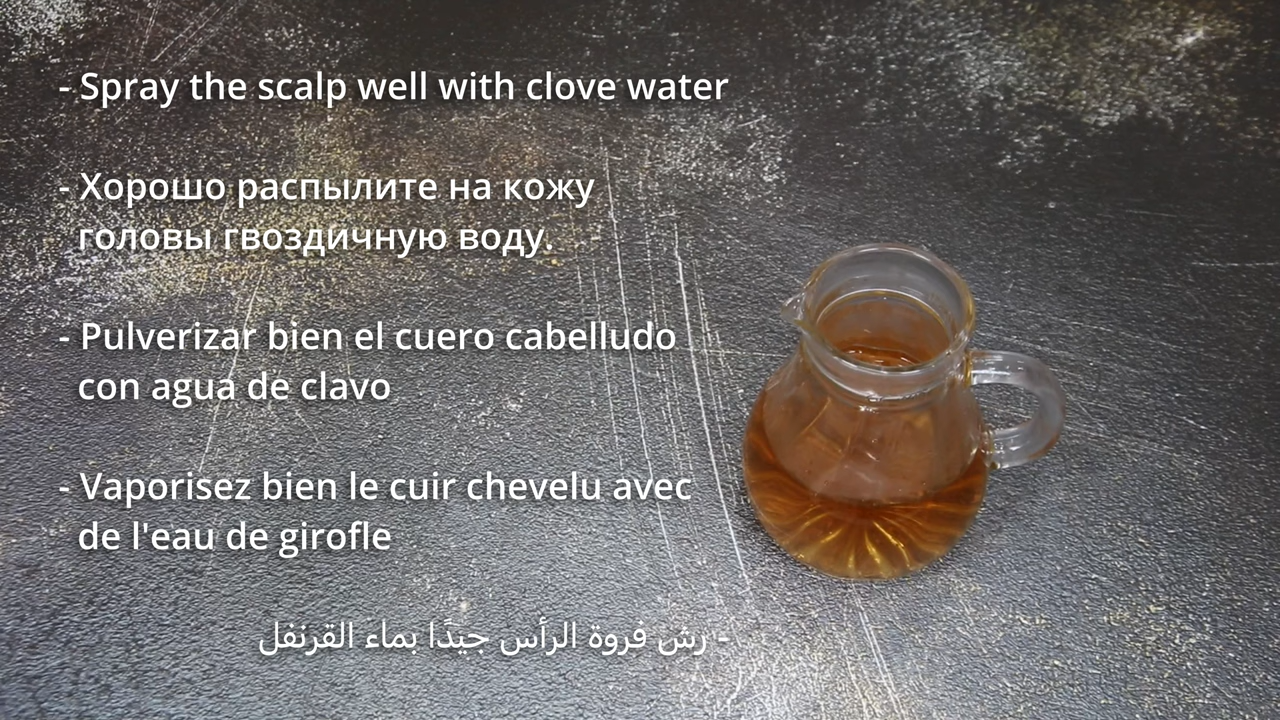 - Spray the scalp well with clove water
- Хорошо распылите на кожу
головы гвоздичную воду.
- Pulverizar bien el cuero cabelludo
con agua de clavo
- Vaporisez bien le cuir chevelu avec
de l'eau de girofle
- رش فروة الرأس جيدًا بماء القرنفل